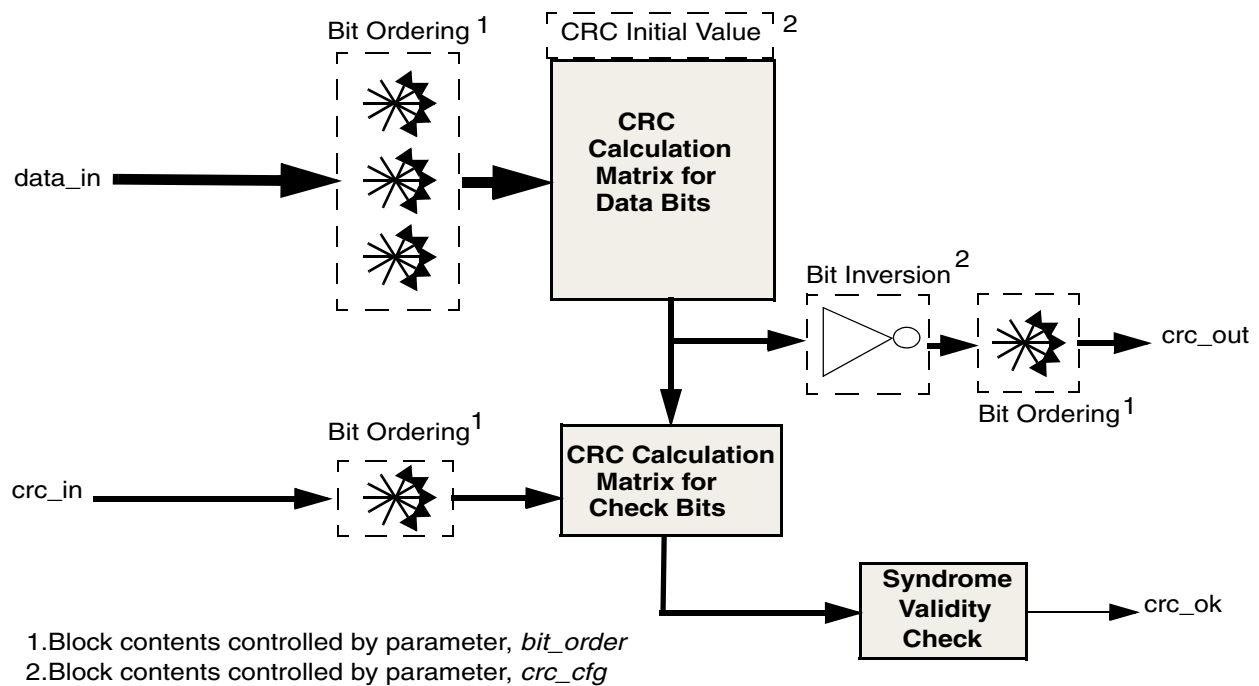 Bit Ordering 1
CRC Initial Value 2
CRC
Calculation
Matrix for
Data Bits
data_in
Bit Inversion 2
crc_out
Bit Ordering 1
Bit Ordering 1
CRC Calculation
Matrix for
Check Bits
crc_in
Syndrome
Validity
Check
crc_ok
1.Block contents controlled by parameter, bit_order
2.Block contents controlled by parameter, crc_cfg